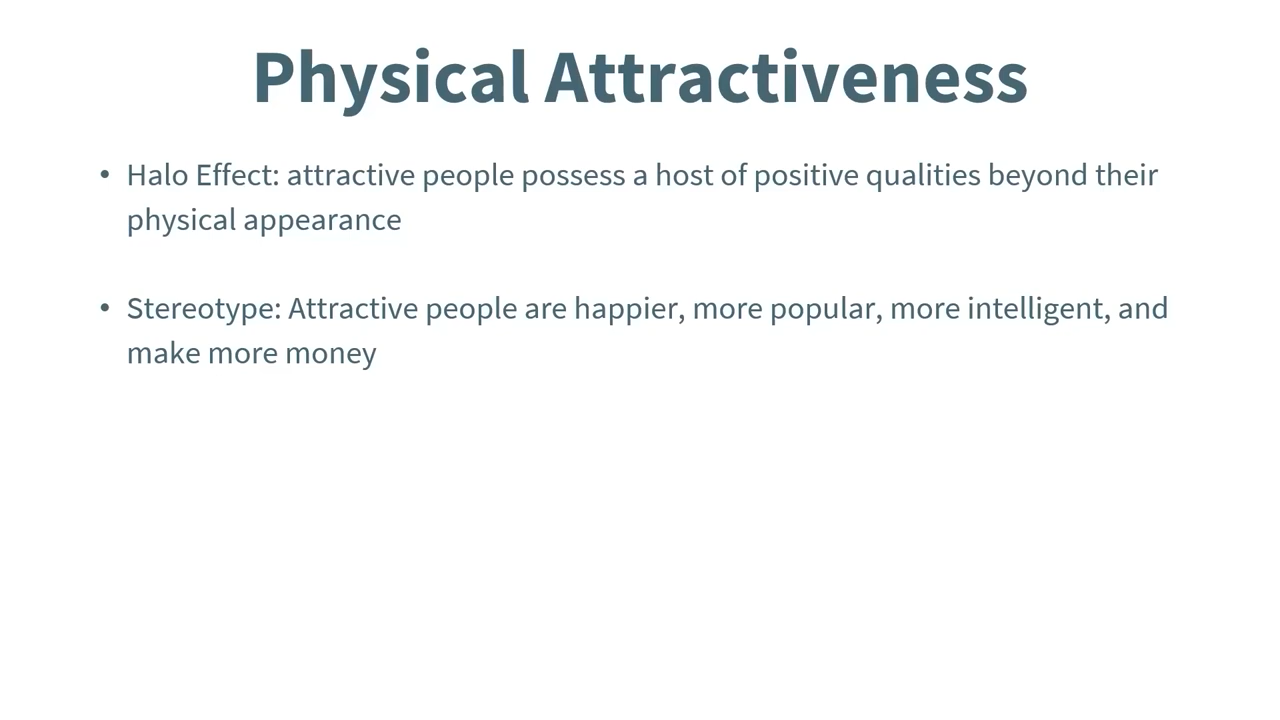 Physical Attractiveness
• Halo Effect: attractive people possess a host of positive qualities beyond their
physical appearance
• Stereotype: Attractive people are happier, more popular, more intelligent, and
make more money